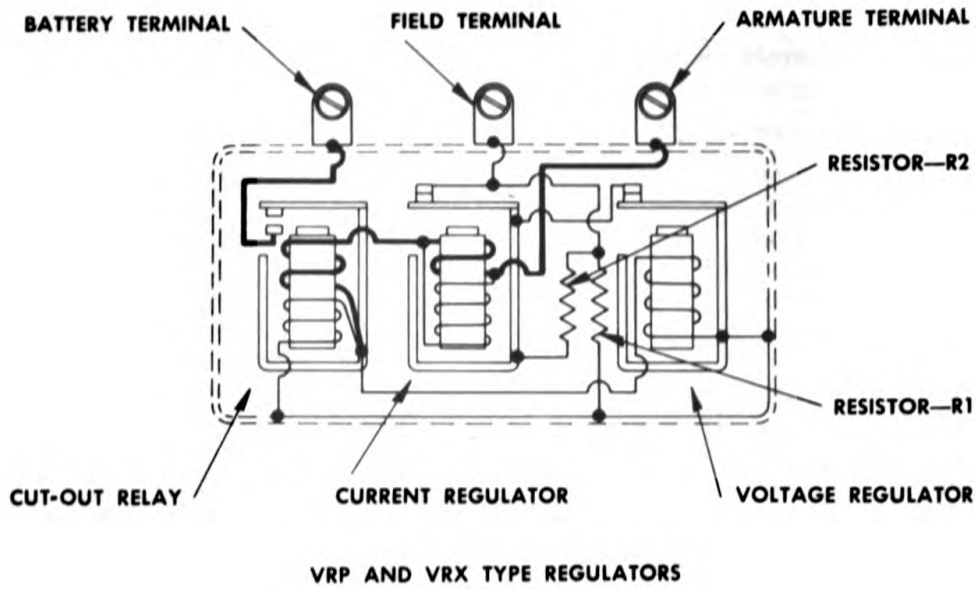 BATTERY TERMINAL
FIELD TERMINAL
ARMATURE TERMINAL
RESISTOR—R2
RESISTOR—R1
CUT-OUT RELAY
CURRENT REGULATOR
VOLTAGE REGULATOR
VRP AND VRX TYPE REGULATORS